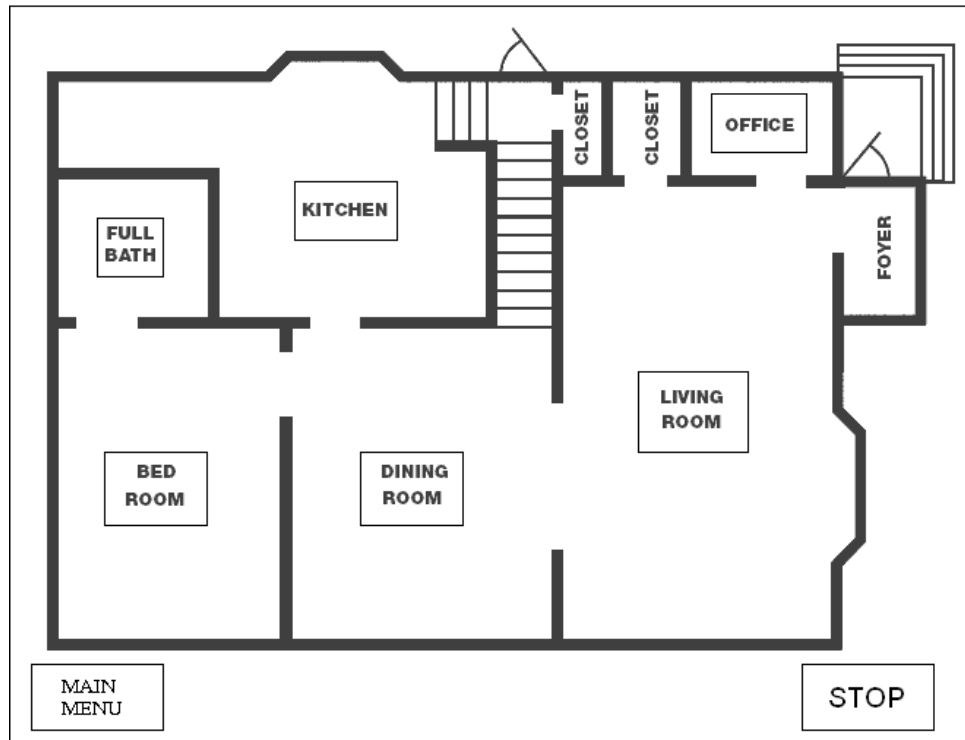 CLOSET
CLOSET
OFFICE
KITCHEN
FULL
BATH
FOYER
LIVING
ROOM
BED
ROOM
DINING
ROOM
MAIN
MENU
STOP